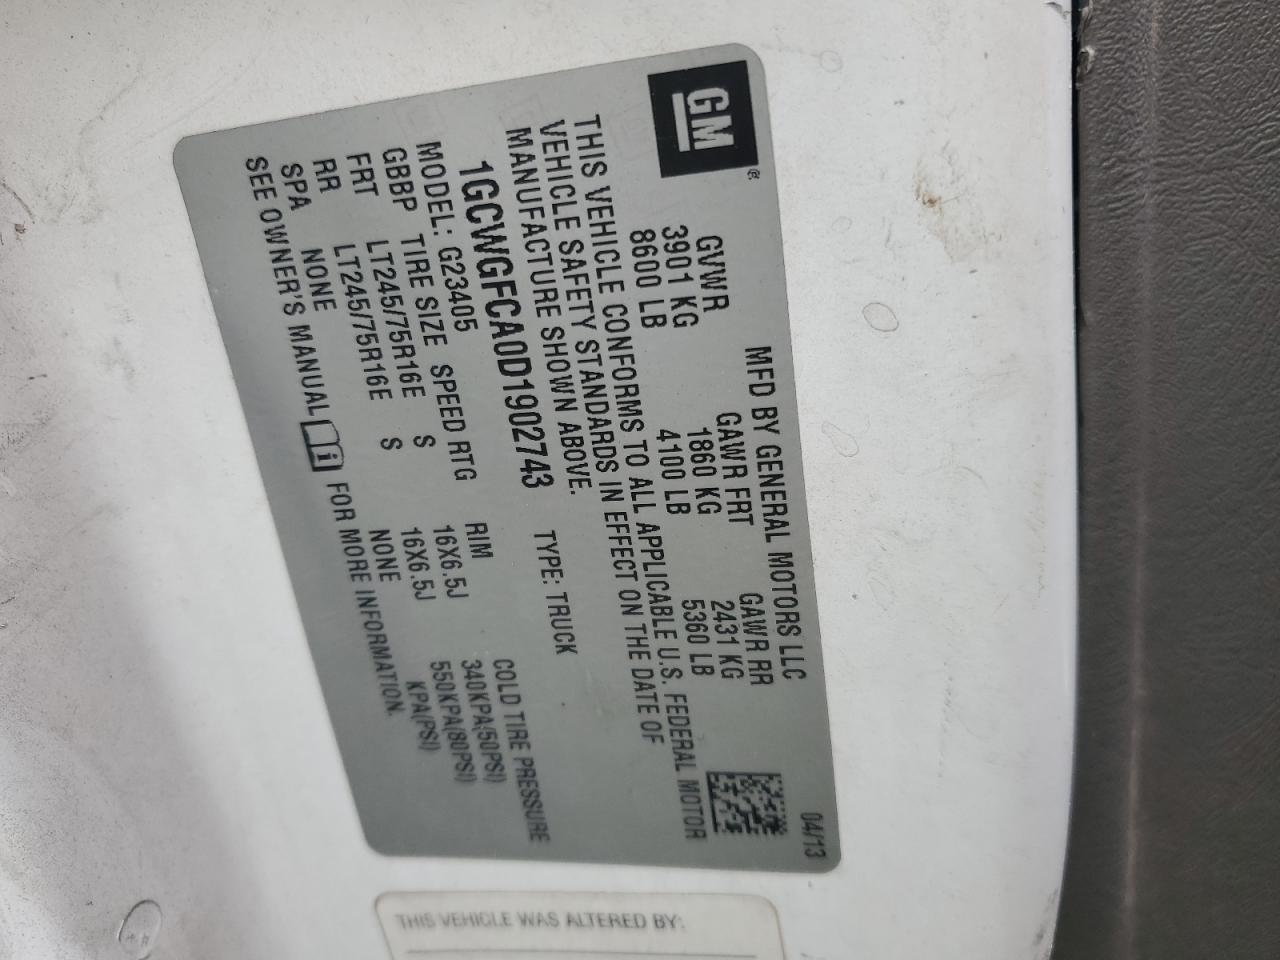 GM
MFD BY GENERAL MOTORS LLC 04/13
GVWR GAWR FRT GAWR RR
3901 KG 1860 KG 2431 KG
8600 LB 4100 LB 5360 LB
THIS VEHICLE CONFORMS TO ALL APPLICABLE U.S. FEDERAL MOTOR
VEHICLE SAFETY STANDARDS IN EFFECT ON THE DATE OF
MANUFACTURE SHOWN ABOVE.
1GCWGFCA0D1902743 TYPE: TRUCK
MODEL: G23405
GBBP TIRE SIZE SPEED RTG RIM COLD TIRE PRESSURE
FRT LT245/75R16E S 16X6.5J 340KPA(50PSI)
RR LT245/75R16E S 16X6.5J 550KPA(80PSI)
SPA NONE NONE KPA(PSI)
SEE OWNER'S MANUAL i FOR MORE INFORMATION.
THIS VEHICLE WAS ALTERED BY: